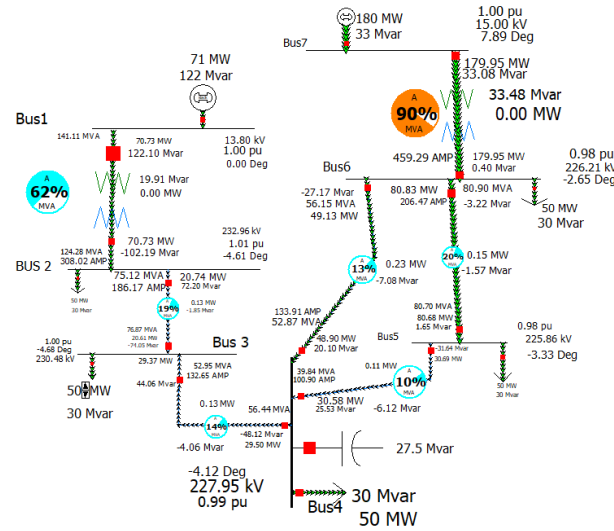 180 MW
33 Mvar
1.00 pu
15.00 kV
7.89 Deg
Bus7
179.95 MW
33.08 Mvar
71 MW
122 Mvar
A
90%
MVA
33.48 Mvar
0.00 MW
Bus1
141.11 MVA
70.73 MW
122.10 Mvar
13.80 kV
1.00 pu
0.00 Deg
459.29 AMP
179.95 MW
0.40 Mvar
0.98 pu
226.21 kV
-2.65 Deg
Bus6
A
62%
MVA
19.91 Mvar
0.00 MW
-27.17 Mvar
56.15 MVA
49.13 MW
80.83 MW
206.47 AMP
80.90 MVA
-3.22 Mvar
50 MW
30 Mvar
232.96 kV
1.01 pu
-4.61 Deg
70.73 MW
-102.19 Mvar
124.28 MVA
308.02 AMP
BUS 2
75.12 MVA
186.17 AMP
20.74 MW
72.20 Mvar
A
13%
MVA
0.23 MW
-7.08 Mvar
A
20%
MVA
0.15 MW
-1.57 Mvar
50 MW
30 Mvar
A
19%
MVA
0.13 MW
-1.85 Mvar
133.91 AMP
52.87 MVA
80.70 MVA
80.68 MW
1.65 Mvar
76.87 MVA
20.61 MW
-74.05 Mvar
Bus 3
48.90 MW
20.10 Mvar
Bus5
0.98 pu
225.86 kV
-3.33 Deg
1.00 pu
-4.68 Deg
230.48 kV
29.37 MW
44.06 Mvar
52.95 MVA
132.65 AMP
39.84 MVA
100.90 AMP
0.11 MW
-31.64 Mvar
30.69 MW
A
10%
MVA
50 MW
30 Mvar
30.58 MW
25.53 Mvar
-6.12 Mvar
50 MW
30 Mvar
0.13 MW
56.44 MVA
A
14%
MVA
-4.06 Mvar
-48.12 Mvar
29.50 MW
27.5 Mvar
-4.12 Deg
227.95 kV
0.99 pu
Bus4
30 Mvar
50 MW